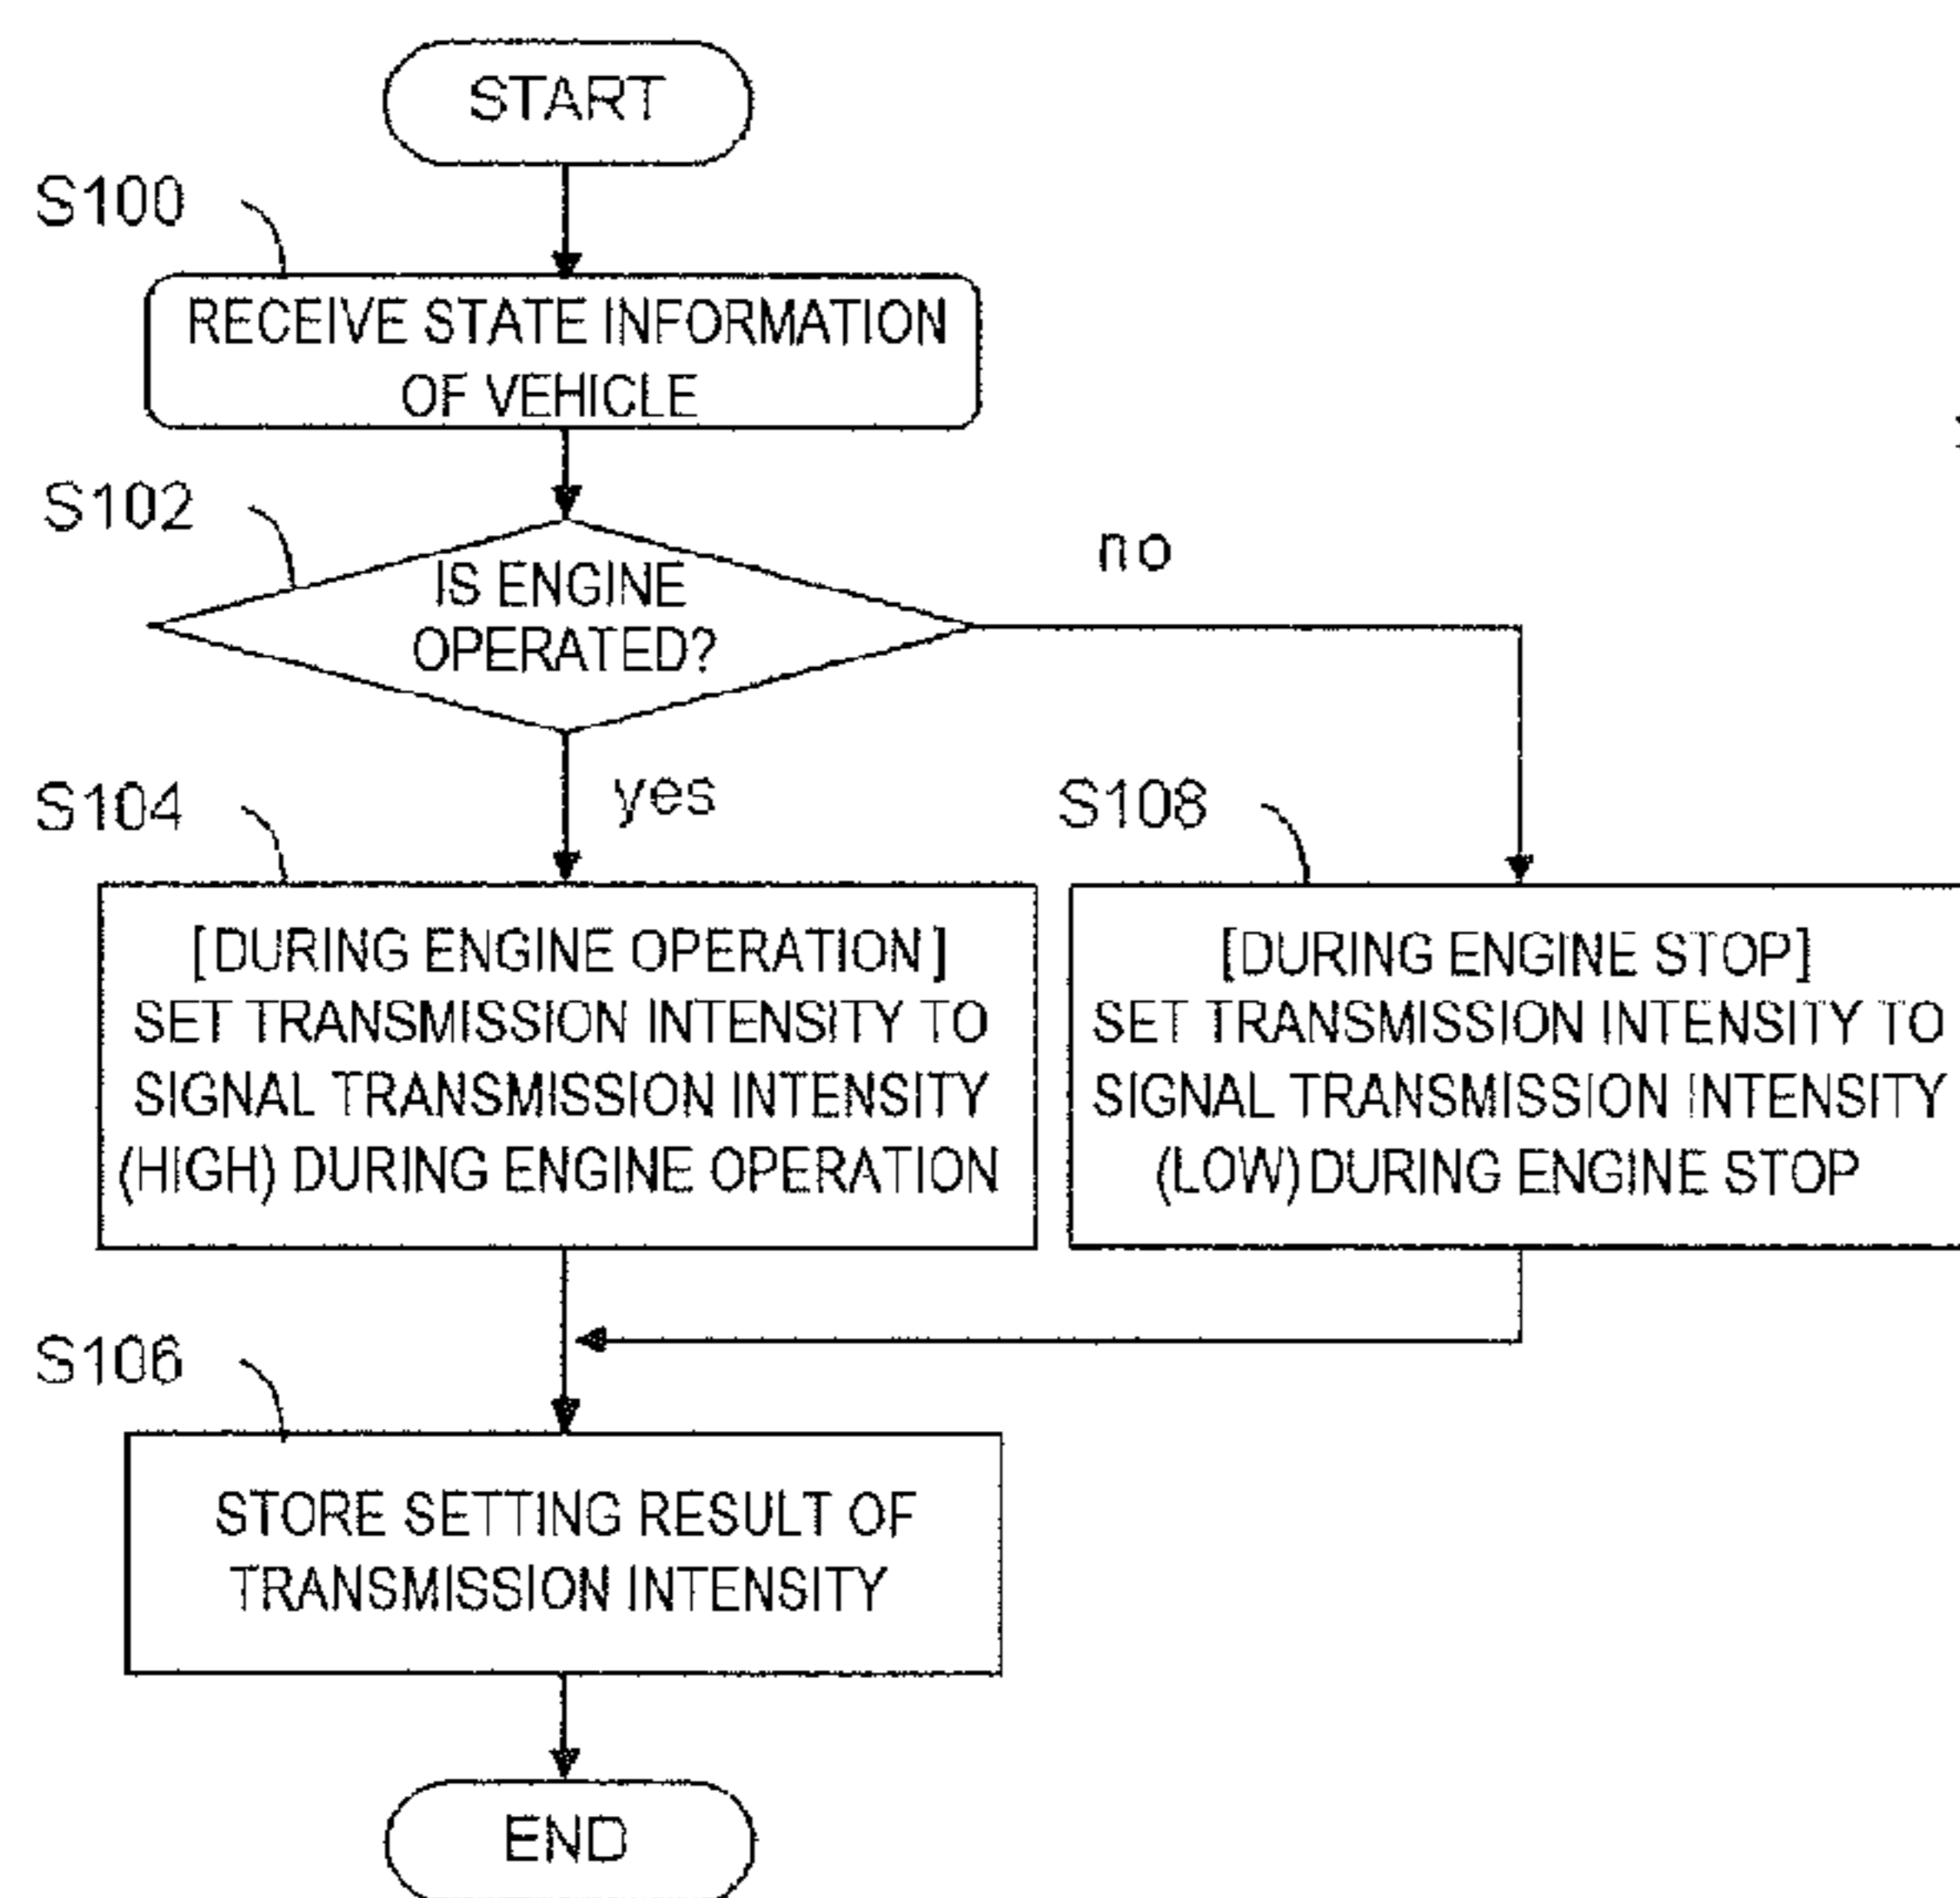 START
S100
RECEIVE STATE INFORMATION
OF VEHICLE
S102
IS ENGINE
OPERATED?
no
yes
S104
[DURING ENGINE OPERATION]
SET TRANSMISSION INTENSITY TO
SIGNAL TRANSMISSION INTENSITY
(HIGH) DURING ENGINE OPERATION
S108
[DURING ENGINE STOP]
SET TRANSMISSION INTENSITY TO
SIGNAL TRANSMISSION INTENSITY
(LOW) DURING ENGINE STOP
S106
STORE SETTING RESULT OF
TRANSMISSION INTENSITY
END